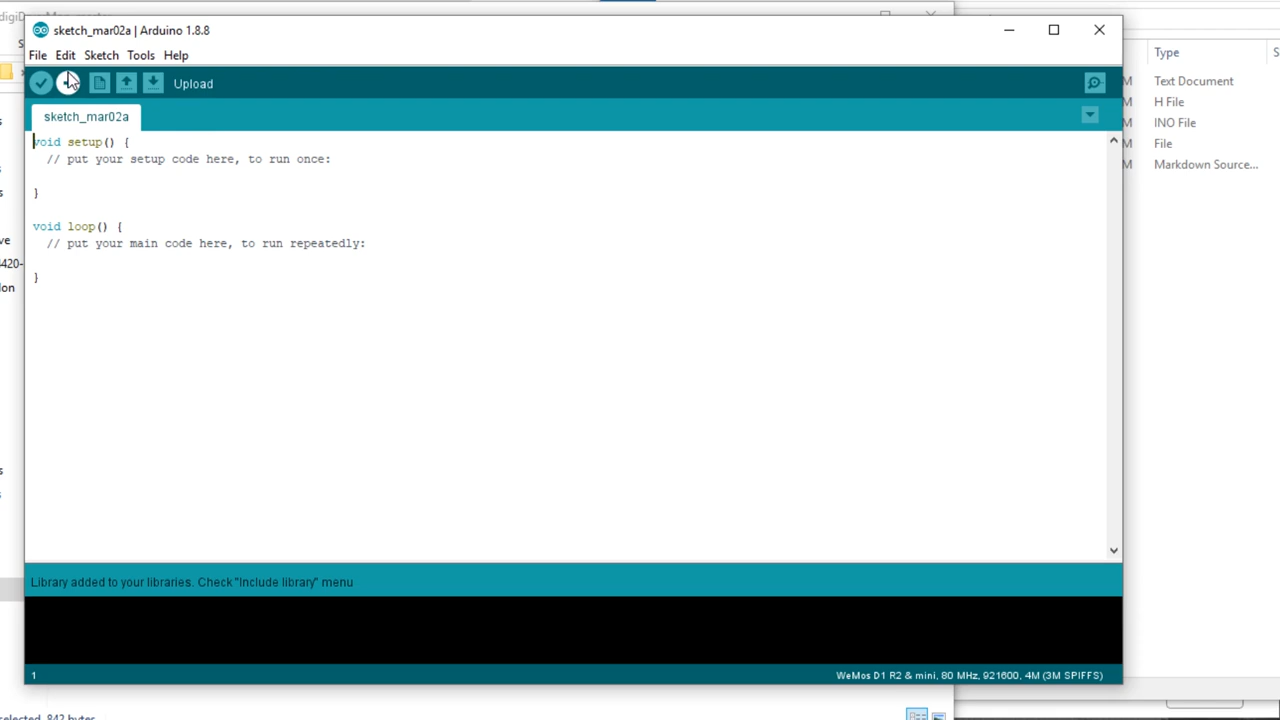 sketch_mar02a | Arduino 1.8.8
File Edit Sketch Tools Help
Upload
sketch_mar02a
void setup() {
// put your setup code here, to run once:
}
void loop() {
// put your main code here, to run repeatedly:
}
Library added to your libraries. Check "Include library" menu
1
WeMos D1 R2 & mini, 80 MHz, 921600, 4M (3M SPIFFS)
Type
M Text Document
M H File
M INO File
M File
M Markdown Source...
selected, 842 bytes